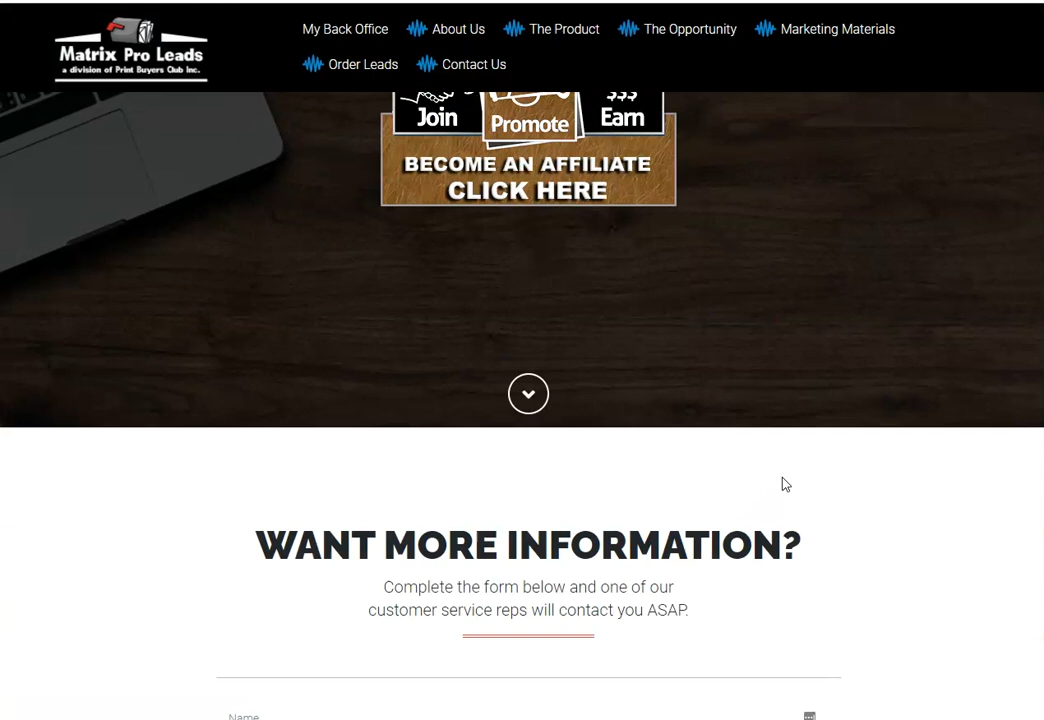 My Back Office
About Us
The Product
The Opportunity
Marketing Materials
Matrix Pro Leads
a division of Print Buyers Club Inc.
Order Leads
Contact Us
$$$
Join
Promote
Earn
BECOME AN AFFILIATE
CLICK HERE
WANT MORE INFORMATION?
Complete the form below and one of our
customer service reps will contact you ASAP.
Name